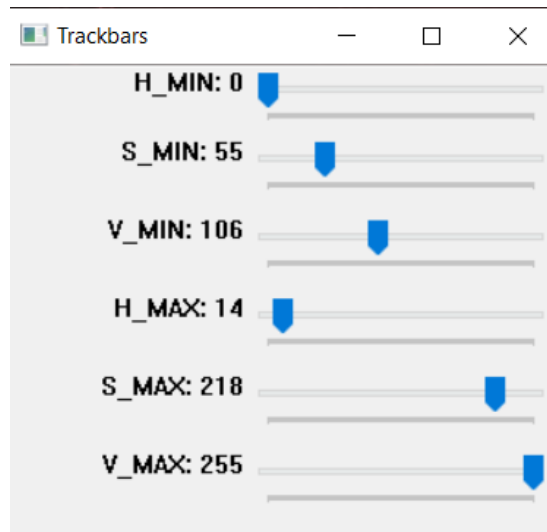 Trackbars
H_MIN: 0
S_MIN: 55
V_MIN: 106
H_MAX: 14
S_MAX: 218
V_MAX: 255